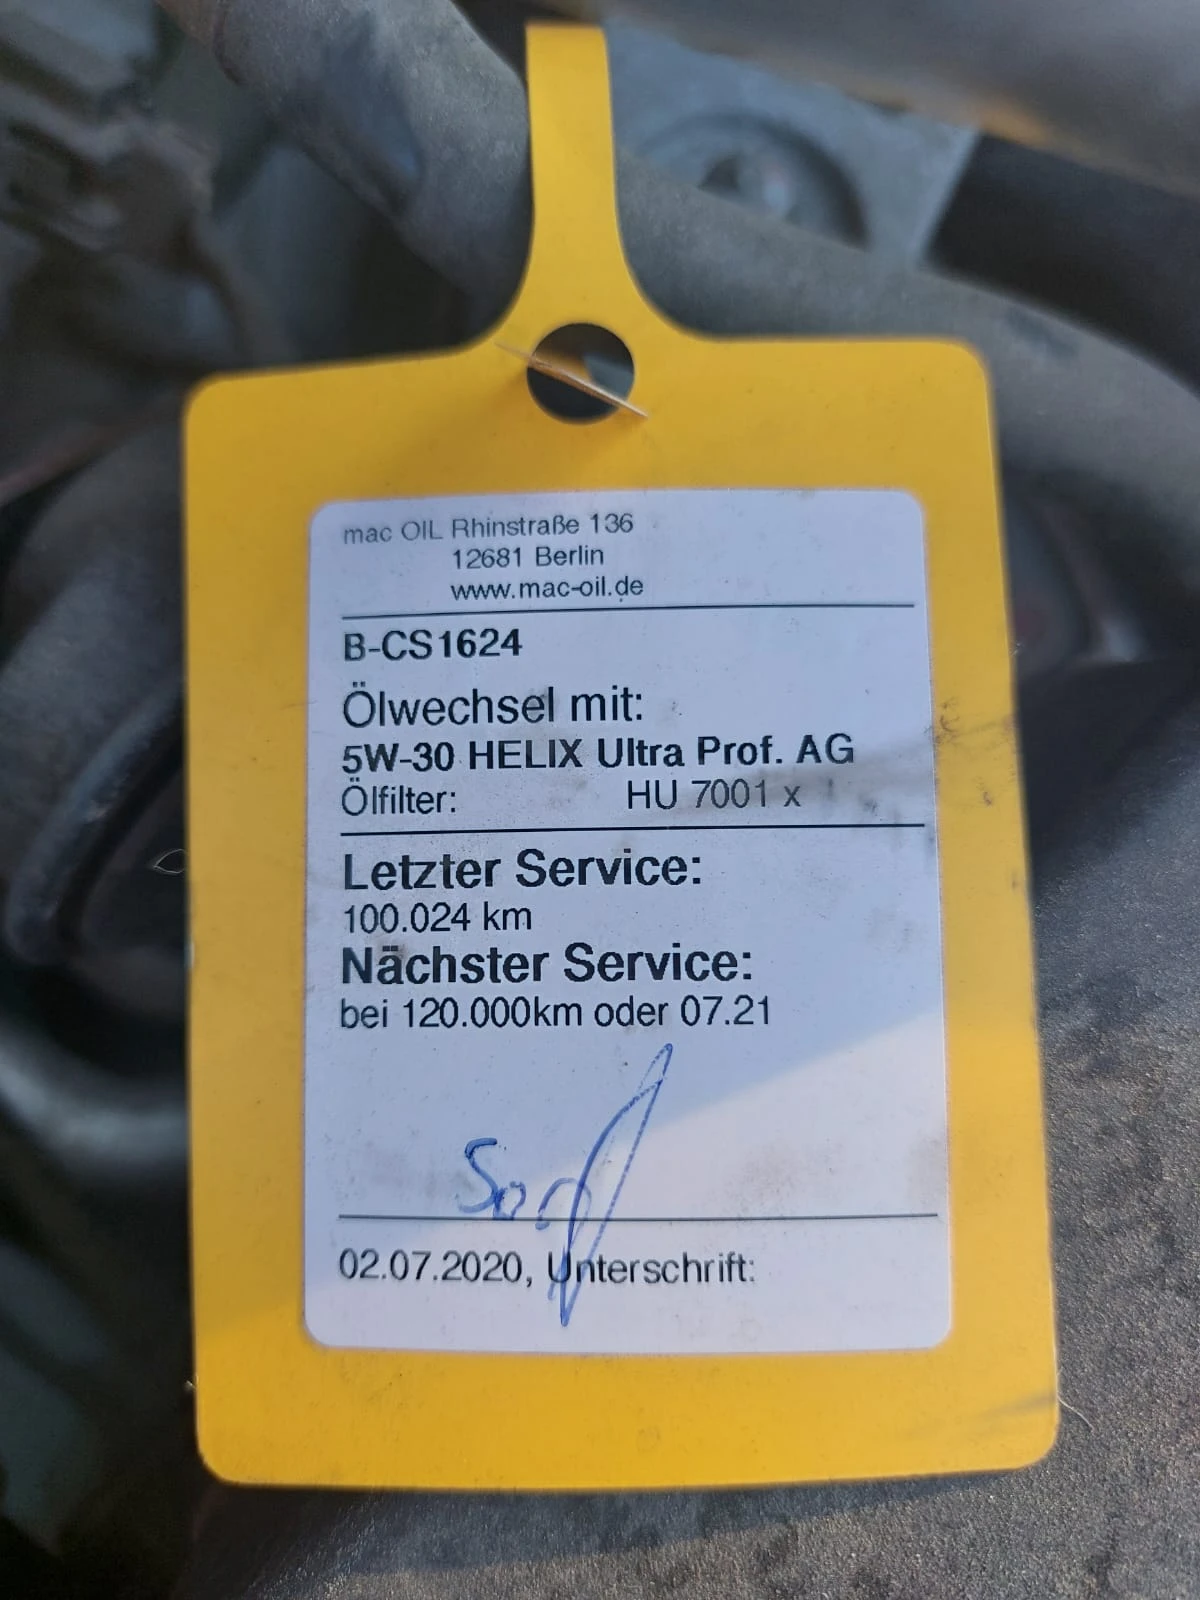 mac OIL Rhinstraße 136
12681 Berlin
www.mac-oil.de
B-CS1624
Ölwechsel mit:
5W-30 HELIX Ultra Prof. AG
Ölfilter: HU 7001 x
Letzter Service:
100.024 km
Nächster Service:
bei 120.000km oder 07.21
02.07.2020, Unterschrift: